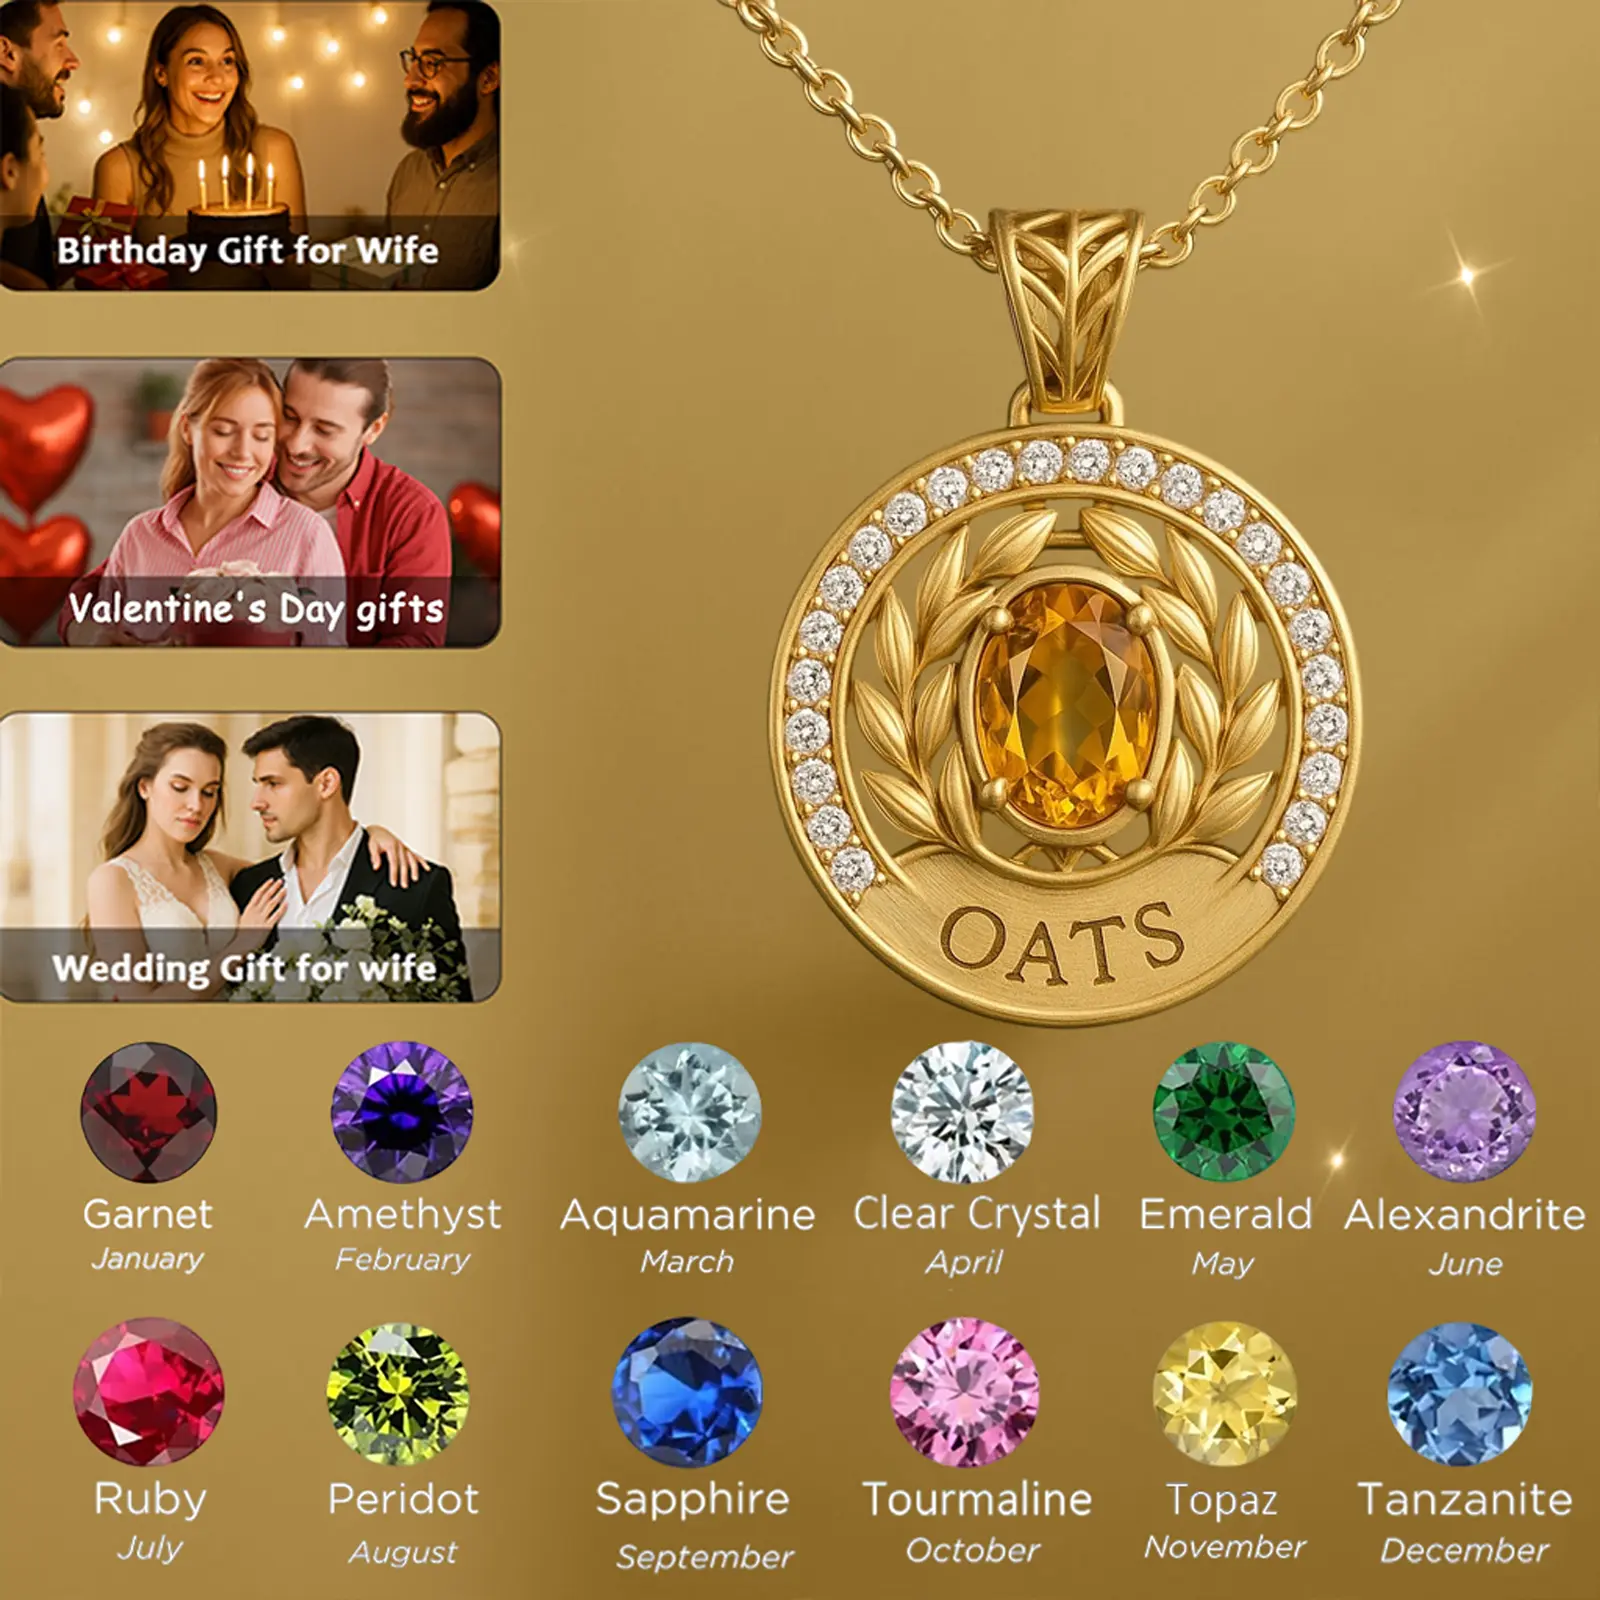 Birthday Gift for Wife
Valentine's Day gifts
Wedding Gift for wife
OATS
Garnet
January
Amethyst
February
Aquamarine
March
Clear Crystal
April
Emerald
May
Alexandrite
June
Ruby
July
Peridot
August
Sapphire
September
Tourmaline
October
Topaz
November
Tanzanite
December